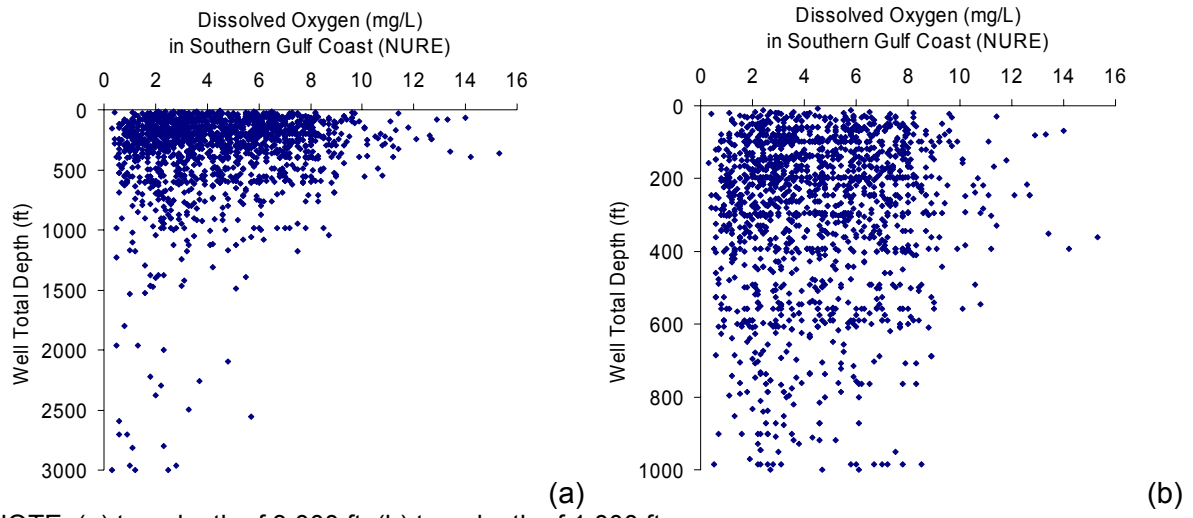 Dissolved Oxygen (mg/L)
in Southern Gulf Coast (NURE)
0 2 4 6 8 10 12 14 16
0
500
1000
1500
2000
2500
3000
Well Total Depth (ft)
(a)
Dissolved Oxygen (mg/L)
in Southern Gulf Coast (NURE)
0 2 4 6 8 10 12 14 16
0
200
400
600
800
1000
Well Total Depth (ft)
(b)